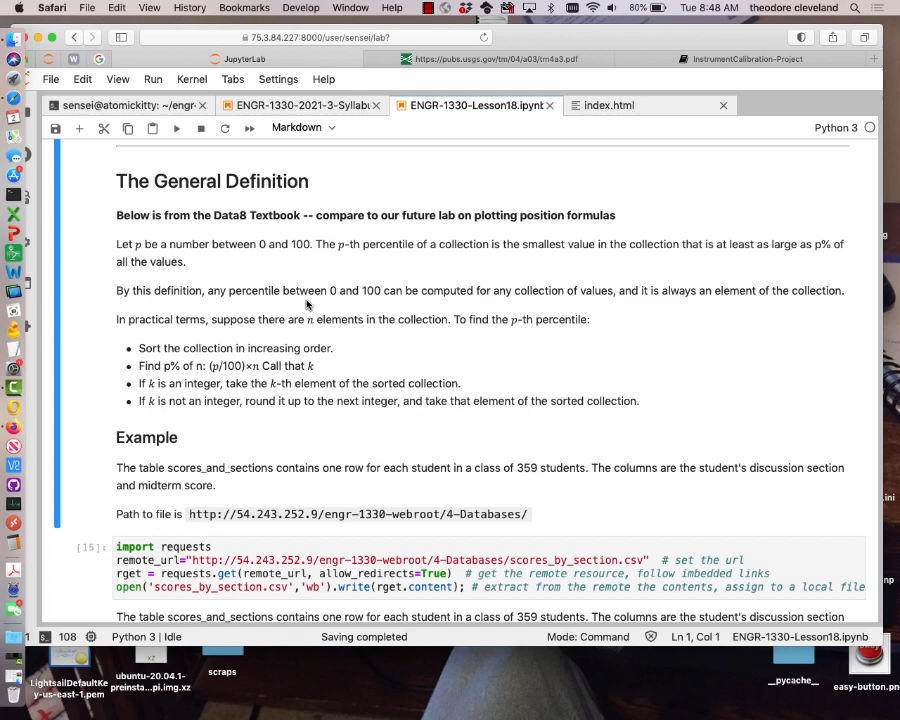 Safari File Edit View History Bookmarks Develop Window Help 80% Tue 8:48 AM theodore cleveland
75.3.84.227:8000/user/sensei/lab?
W G JupyterLab https://pubs.usgs.gov/tm/04/a03/tm4a3.pdf InstrumentCalibration-Project
File Edit View Run Kernel Tabs Settings Help
sensei@atomickitty: ~/engr- ENGR-1330-2021-3-Syllabu ENGR-1330-Lesson18.ipynb index.html
Markdown Python 3
The General Definition
Below is from the Data8 Textbook -- compare to our future lab on plotting position formulas
Let p be a number between 0 and 100. The p-th percentile of a collection is the smallest value in the collection that is at least as large as p% of
all the values.
By this definition, any percentile between 0 and 100 can be computed for any collection of values, and it is always an element of the collection.
In practical terms, suppose there are n elements in the collection. To find the p-th percentile:
• Sort the collection in increasing order.
• Find p% of n: (p/100)×n Call that k
• If k is an integer, take the k-th element of the sorted collection.
• If k is not an integer, round it up to the next integer, and take that element of the sorted collection.
Example
The table scores_and_sections contains one row for each student in a class of 359 students. The columns are the student's discussion section
and midterm score.
Path to file is http://54.243.252.9/engr-1330-webroot/4-Databases/
[15]: import requests
remote_url="http://54.243.252.9/engr-1330-webroot/4-Databases/scores_by_section.csv" # set the url
rget = requests.get(remote_url, allow_redirects=True) # get the remote resource, follow imbedded links
open('scores_by_section.csv','wb').write(rget.content); # extract from the remote the contents, assign to a local file
The table scores_and_sections contains one row for each student in a class of 359 students. The columns are the student's discussion section
1 108 Python 3 | Idle Saving completed Mode: Command Ln 1, Col 1 ENGR-1330-Lesson18.ipynb
LightsailDefaultKe
y-us-east-1.pem
xz
ubuntu-20.04.1-
preinsta...pi.img.xz
scraps
__pycache__
easy-button.pn